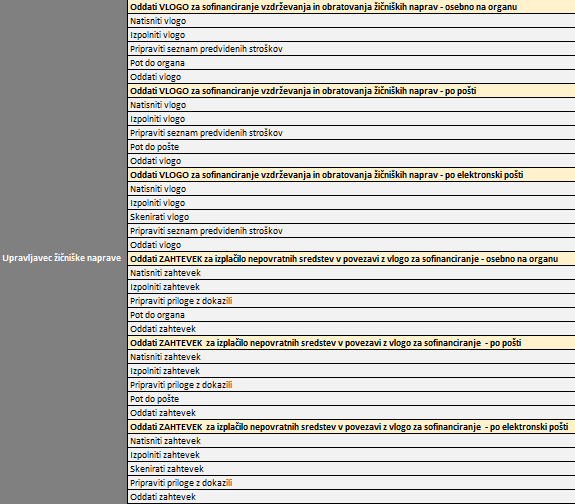 Oddati VLOGO za sofinanciranje vzdrževanja in obratovanja žičniških naprav - osebno na organu
Natisniti vlogo
Izpolniti vlogo
Pripraviti seznam predvidenih stroškov
Pot do organa
Oddati vlogo
Oddati VLOGO za sofinanciranje vzdrževanja in obratovanja žičniških naprav - po pošti
Natisniti vlogo
Izpolniti vlogo
Pripraviti seznam predvidenih stroškov
Pot do pošte
Oddati vlogo
Oddati VLOGO za sofinanciranje vzdrževanja in obratovanja žičniških naprav - po elektronski pošti
Natisniti vlogo
Izpolniti vlogo
Skenirati vlogo
Pripraviti seznam predvidenih stroškov
Oddati vlogo
Upravljavec žičniške naprave
Oddati ZAHTEVEK za izplačilo nepovratnih sredstev v povezavi z vlogo za sofinanciranje - osebno na organu
Natisniti zahtevek
Izpolniti zahtevek
Pripraviti priloge z dokazili
Pot do organa
Oddati zahtevek
Oddati ZAHTEVEK za izplačilo nepovratnih sredstev v povezavi z vlogo za sofinanciranje - po pošti
Natisniti zahtevek
Izpolniti zahtevek
Pripraviti priloge z dokazili
Pot do pošte
Oddati zahtevek
Oddati ZAHTEVEK za izplačilo nepovratnih sredstev v povezavi z vlogo za sofinanciranje - po elektronski pošti
Natisniti zahtevek
Izpolniti zahtevek
Skenirati zahtevek
Pripraviti priloge z dokazili
Oddati zahtevek